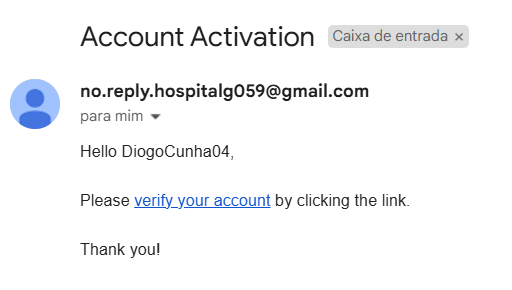 Account Activation Caixa de entrada ×
no.reply.hospitalg059@gmail.com
para mim
Hello DiogoCunha04,
Please verify your account by clicking the link.
Thank you!